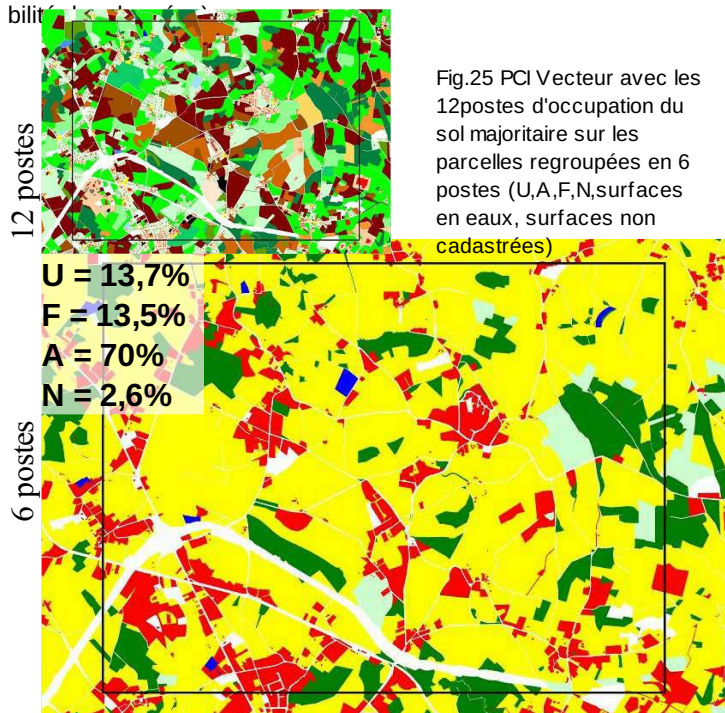 Fig.25 PCI Vecteur avec les
12postes d'occupation du
sol majoritaire sur les
parcelles regroupées en 6
postes (U,A,F,N,surfaces
en eaux, surfaces non
cadastrées)
12 postes
U = 13,7%
F = 13,5%
A = 70%
N = 2,6%
6 postes